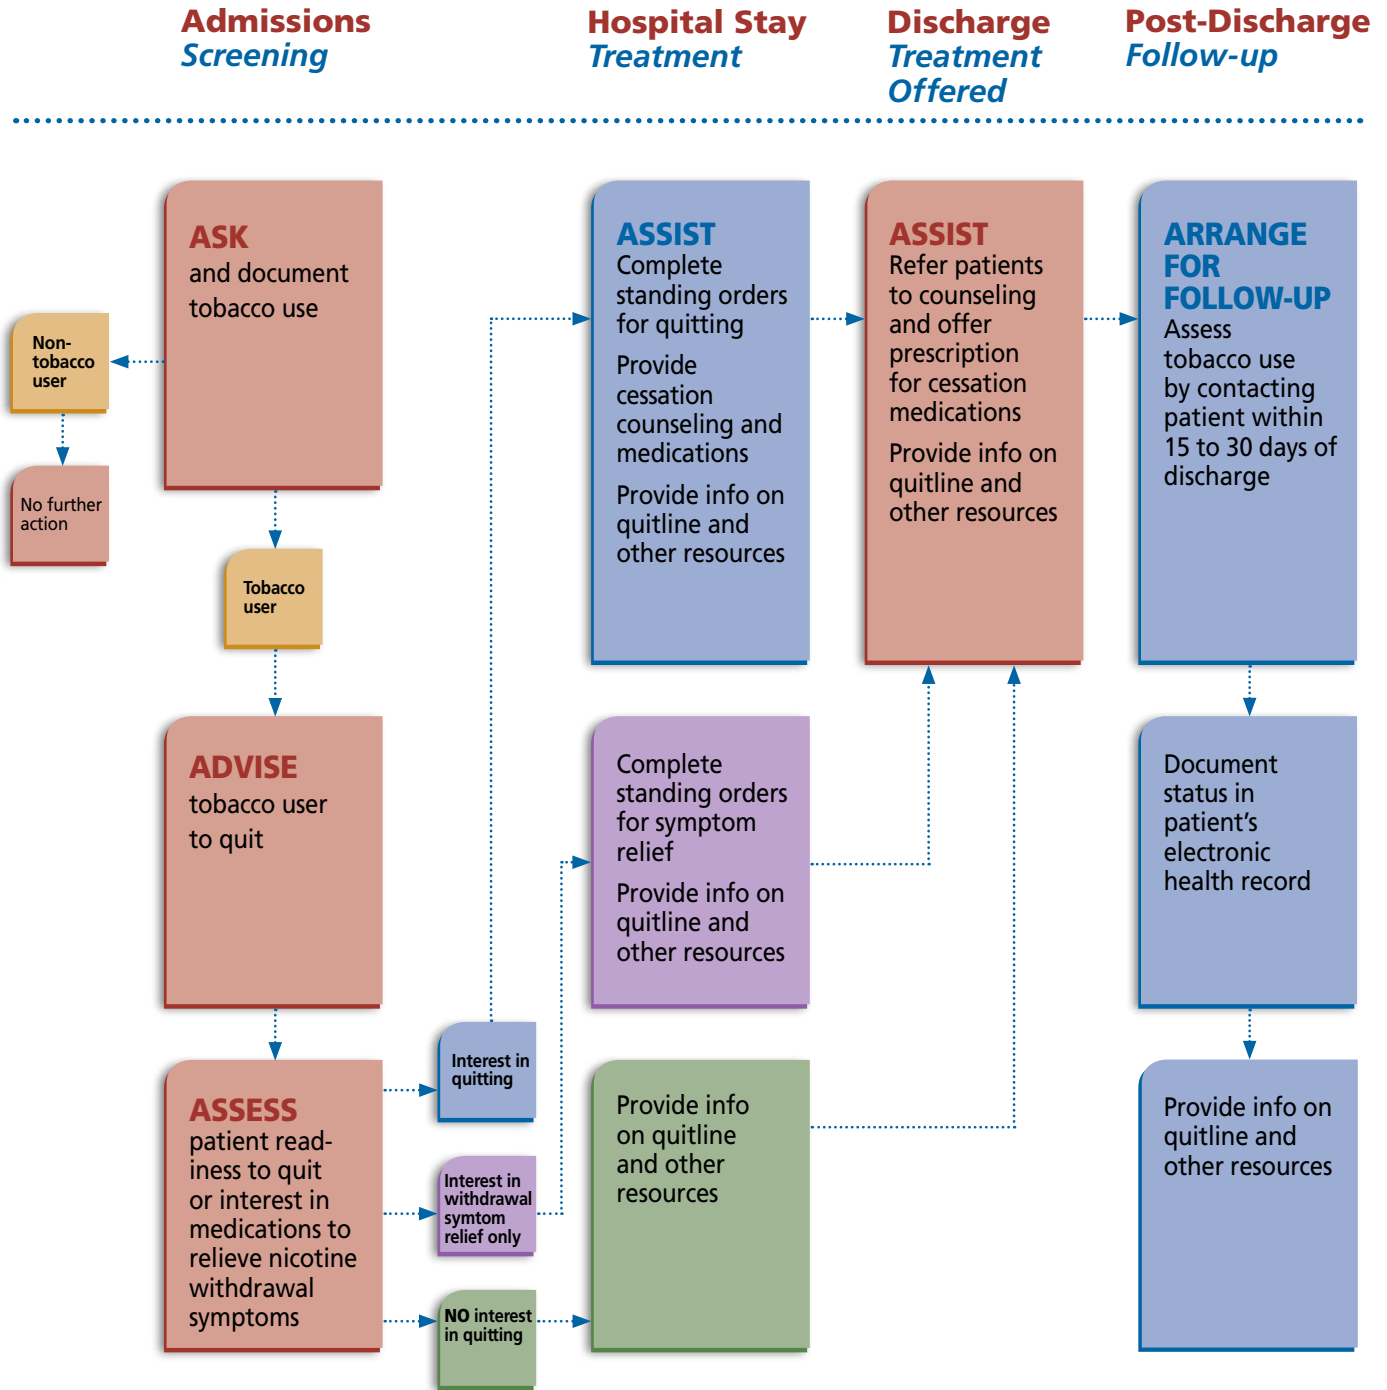 Admissions
Screening
Hospital Stay
Treatment
Discharge
Treatment
Offered
Post-Discharge
Follow-up
ASK
and document
tobacco use
Non-
tobacco
user
No further
action
Tobacco
user
ADVISE
tobacco user
to quit
ASSESS
patient read-
iness to quit
or interest in
medications to
relieve nicotine
withdrawal
symptoms
Interest in
quitting
Interest in
withdrawal
symtom
relief only
NO interest
in quitting
ASSIST
Complete
standing orders
for quitting
Provide
cessation
counseling and
medications
Provide info on
quitline and
other resources
Complete
standing orders
for symptom
relief
Provide info on
quitline and
other resources
Provide info
on quitline
and other
resources
ASSIST
Refer patients
to counseling
and offer
prescription
for cessation
medications
Provide info on
quitline and
other resources
ARRANGE
FOR
FOLLOW-UP
Assess
tobacco use
by contacting
patient within
15 to 30 days of
discharge
Document
status in
patient's
electronic
health record
Provide info on
quitline and
other resources